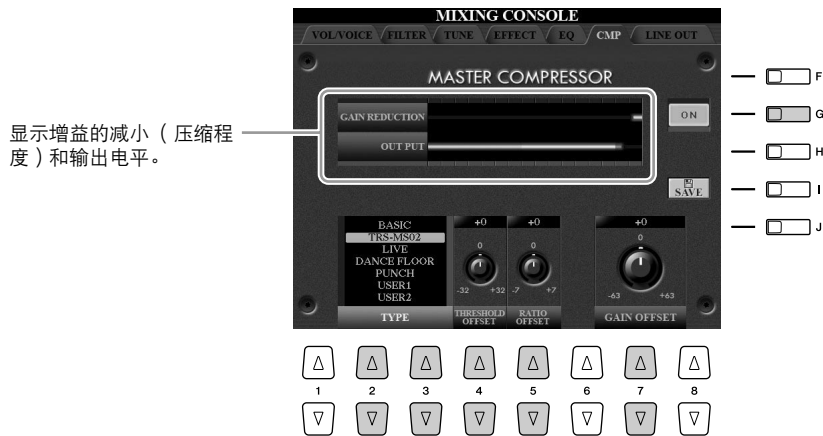 MIXING CONSOLE
VOL/VOICE FILTER TUNE EFFECT EQ CMP LINE OUT
MASTER COMPRESSOR
显示增益的减小（压缩程
度）和输出电平。
GAIN REDUCTION
OUT PUT
ON
SAVE
F
G
H
I
J
BASIC
TRS-MS02
LIVE
DANCE FLOOR
PUNCH
USER1
USER2
TYPE
+0
0
-32 +32
THRESHOLD
OFFSET
+0
0
-7 +7
RATIO
OFFSET
+0
0
-63 +63
GAIN OFFSET
1 2 3 4 5 6 7 8